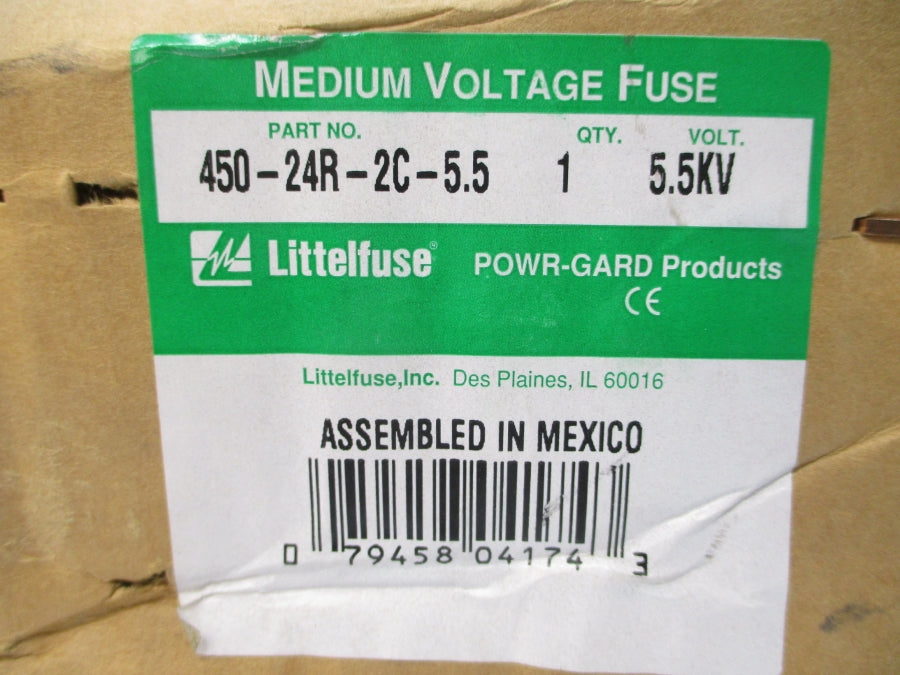 MEDIUM VOLTAGE FUSE
PART NO. QTY. VOLT.
450-24R-2C-5.5 1 5.5KV
Littelfuse® POWR-GARD Products
CE
Littelfuse,Inc. Des Plaines, IL 60016
ASSEMBLED IN MEXICO
0 79458 04174 3